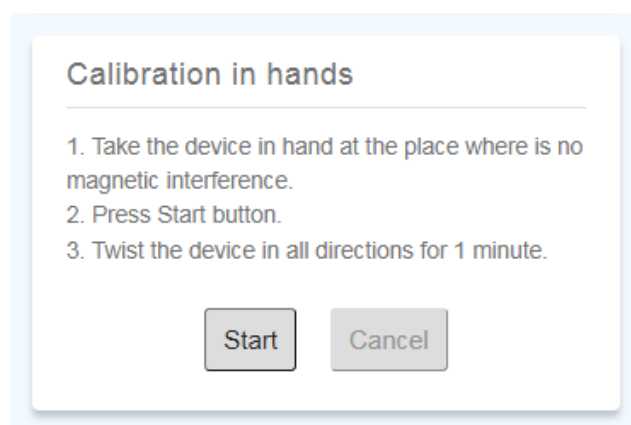 Calibration in hands
1. Take the device in hand at the place where is no
magnetic interference.
2. Press Start button.
3. Twist the device in all directions for 1 minute.
Start Cancel